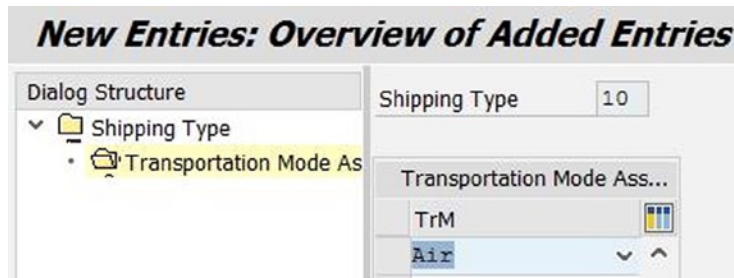 New Entries: Overview of Added Entries
Dialog Structure
Shipping Type
Transportation Mode As
Shipping Type 10
Transportation Mode Ass...
TrM
Air